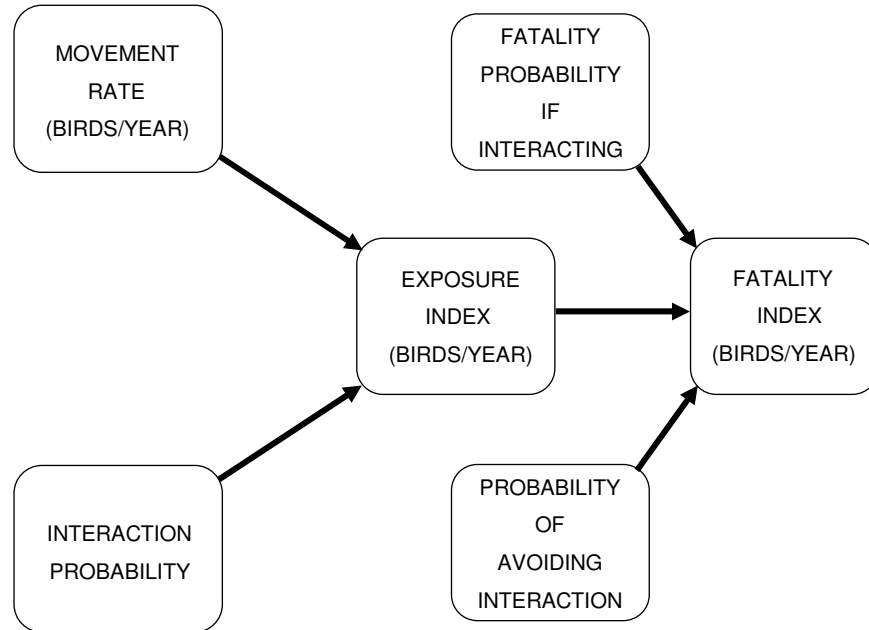 MOVEMENT
RATE
(BIRDS/YEAR)
FATALITY
PROBABILITY
IF
INTERACTING
EXPOSURE
INDEX
(BIRDS/YEAR)
FATALITY
INDEX
(BIRDS/YEAR)
INTERACTION
PROBABILITY
PROBABILITY
OF
AVOIDING
INTERACTION